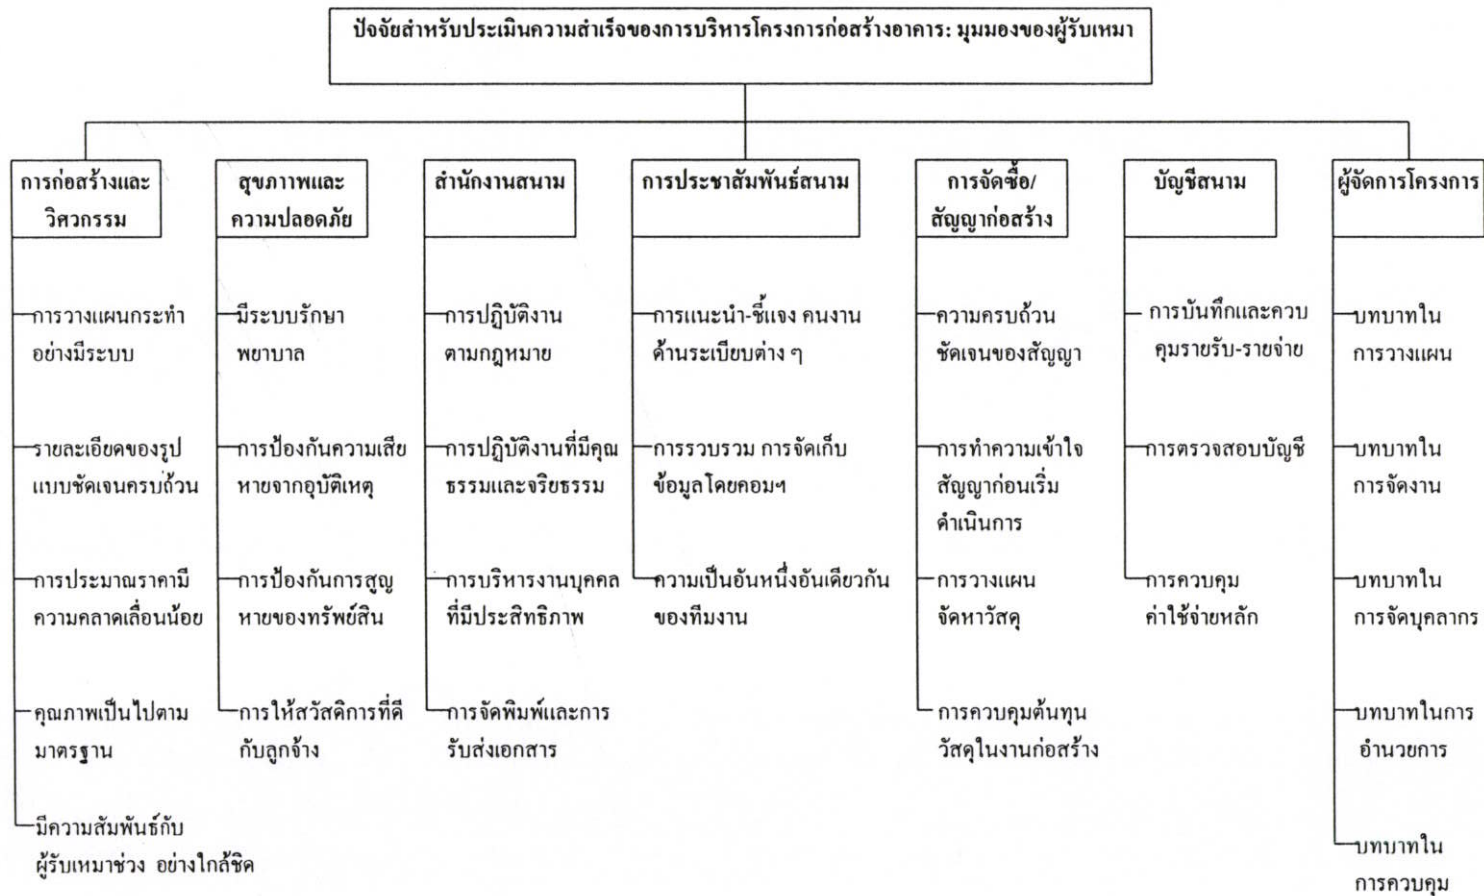 ปัจจัยสำหรับประเมินความสำเร็จของการบริหารโครงการก่อสร้างอาคาร: มุมมองของผู้รับเหมา
การก่อสร้างและ
วิศวกรรม
การวางแผนกระทำ
อย่างมีระบบ
รายละเอียดของรูป
แบบชัดเจนครบถ้วน
การประมาณราคามี
ความคลาดเลื่อนน้อย
คุณภาพเป็นไปตาม
มาตรฐาน
มีความสัมพันธ์กับ
ผู้รับเหมาช่วง อย่างใกล้ชิด
สุขภาาพและ
ความปลอดภัย
มีระบบรักษา
พยาบาล
การป้องกันความเสีย
หายจากอุบัติเหตุ
การป้องกันการสูญ
หายของทรัพย์สิน
การให้สวัสดิการที่ดี
กับลูกจ้าง
สำนักงานสนาม
การปฏิบัติงาน
ตามกฎหมาย
การปฏิบัติงานที่มีคุณ
ธรรมและจริยธรรม
การบริหารงานบุคคล
ที่มีประสิทธิภาพ
การจัดพิมพ์และการ
รับส่งเอกสาร
การประชาสัมพันธ์สนาม
การแนะนำ-ชี้แจง คนงาน
ด้านระเบียบต่าง ๆ
การรวบรวม การจัดเก็บ
ข้อมูลโดยคอมฯ
ความเป็นอันหนึ่งอันเดียวกัน
ของทีมงาน
การจัดซื้อ/
สัญญาก่อสร้าง
ความครบถ้วน
ชัดเจนของสัญญา
การทำความเข้าใจ
สัญญาก่อนเริ่ม
ดำเนินการ
การวางแผน
จัดหาวัสดุ
การควบคุมต้นทุน
วัสดุในงานก่อสร้าง
บัญชีสนาม
การบันทึกและควบ
คุมรายรับ-รายจ่าย
การตรวจสอบบัญชี
การควบคุม
ค่าใช้จ่ายหลัก
ผู้จัดการโครงการ
บทบาทใน
การวางแผน
บทบาทใน
การจัดงาน
บทบาทใน
การจัดบุคลากร
บทบาทในการ
อำนวยการ
บทบาทใน
การควบคุม